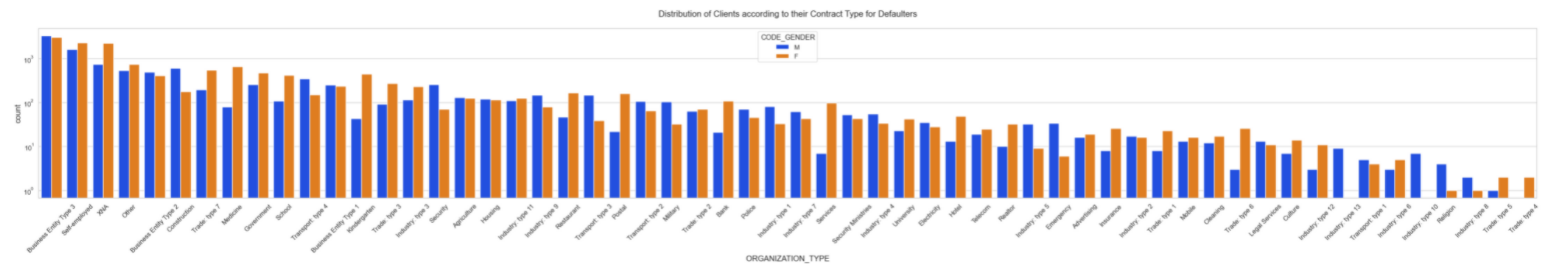 Distribution of Clients according to their Contract Type for Defaulters
CODE_GENDER
M
F
count
10³
10²
10¹
10⁰
Business Entity Type 3
Self-employed
XNA
Other
Business Entity Type 2
Construction
Trade: type 7
Medicine
Government
School
Transport: type 4
Business Entity Type 1
Kindergarten
Trade: type 3
Industry: type 3
Security
Agriculture
Housing
Industry: type 11
Industry: type 9
Restaurant
Transport: type 3
Postal
Transport: type 2
Military
Trade: type 2
Bank
Police
Industry: type 1
Industry: type 7
Services
Security Ministries
Industry: type 4
University
Electricity
Hotel
Telecom
Realtor
Industry: type 5
Emergency
Advertising
Insurance
Industry: type 2
Trade: type 1
Mobile
Cleaning
Trade: type 6
Legal Services
Culture
Industry: type 12
Industry: type 13
Transport: type 1
Industry: type 6
Industry: type 10
Religion
Industry: type 8
Trade: type 5
Trade: type 4
ORGANIZATION_TYPE